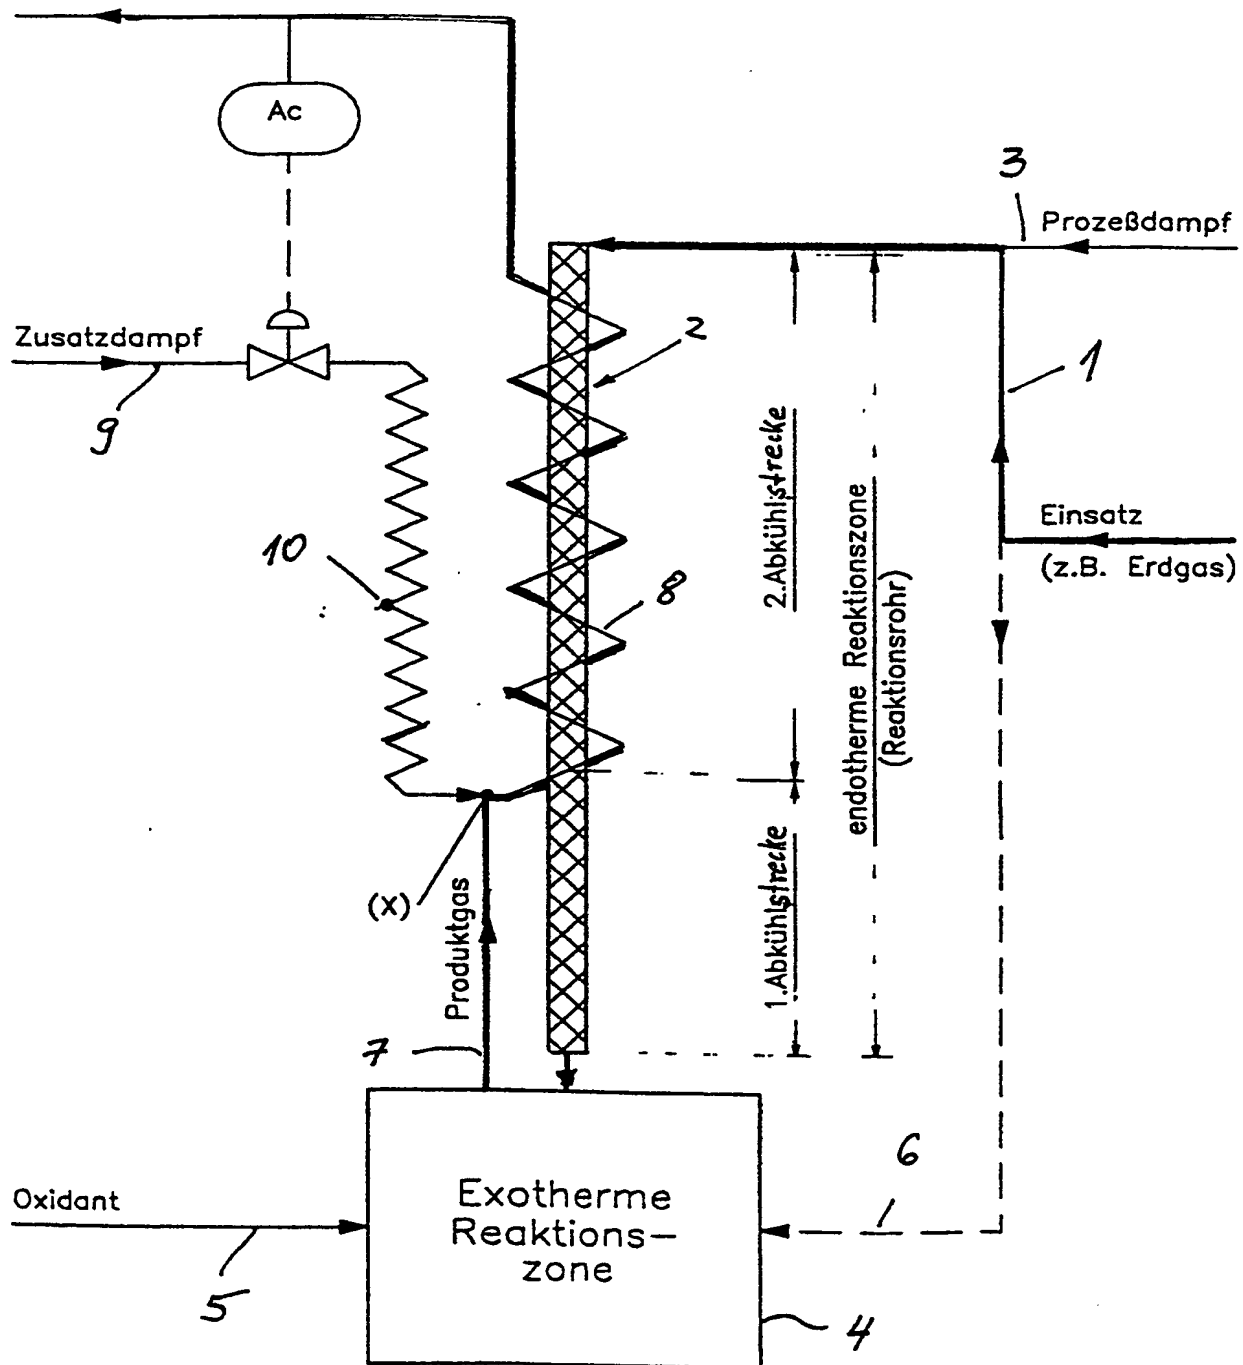 Ac
3
Prozeßdampf
Zusatzdampf
2
1
9
2.Abkühlstrecke
endotherme Reaktionszone
(Reaktionsrohr)
Einsatz
(z.B. Erdgas)
10
8
1.Abkühlstrecke
(X)
Produktgas
7
6
Oxidant
Exotherme
Reaktions-
zone
5
4